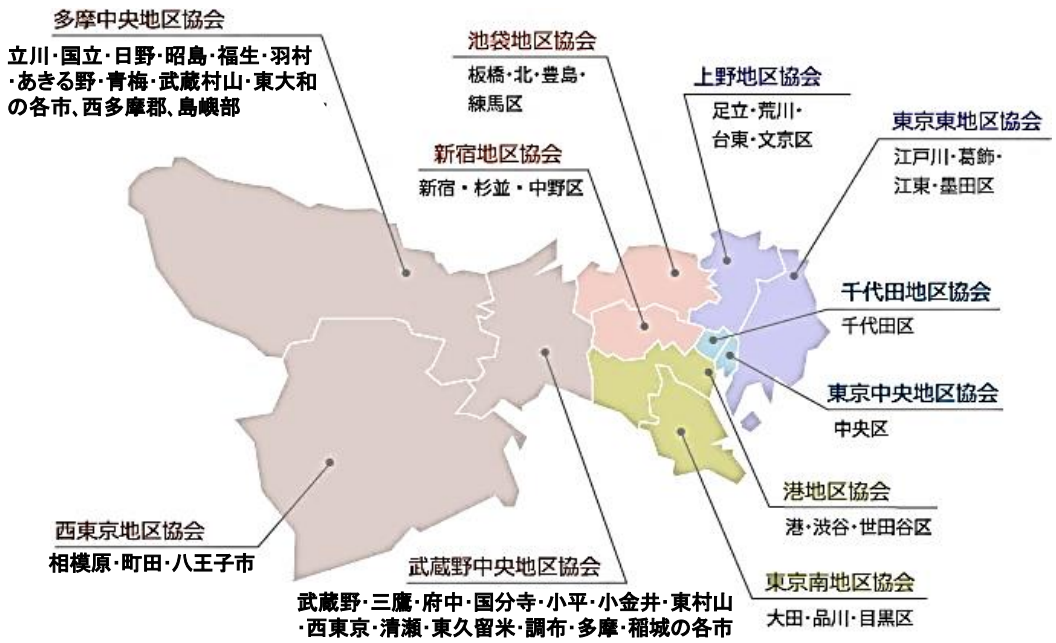 多摩中央地区協会
立川・国立・日野・昭島・福生・羽村
・あきる野・青梅・武蔵村山・東大和
の各市、西多摩郡、島嶼部
池袋地区協会
板橋・北・豊島・
練馬区
上野地区協会
足立・荒川・
台東・文京区
東京東地区協会
江戸川・葛飾・
江東・墨田区
新宿地区協会
新宿・杉並・中野区
千代田地区協会
千代田区
東京中央地区協会
中央区
港地区協会
港・渋谷・世田谷区
東京南地区協会
大田・品川・目黒区
西東京地区協会
相模原・町田・八王子市
武蔵野中央地区協会
武蔵野・三鷹・府中・国分寺・小平・小金井・東村山
・西東京・清瀬・東久留米・調布・多摩・稲城の各市